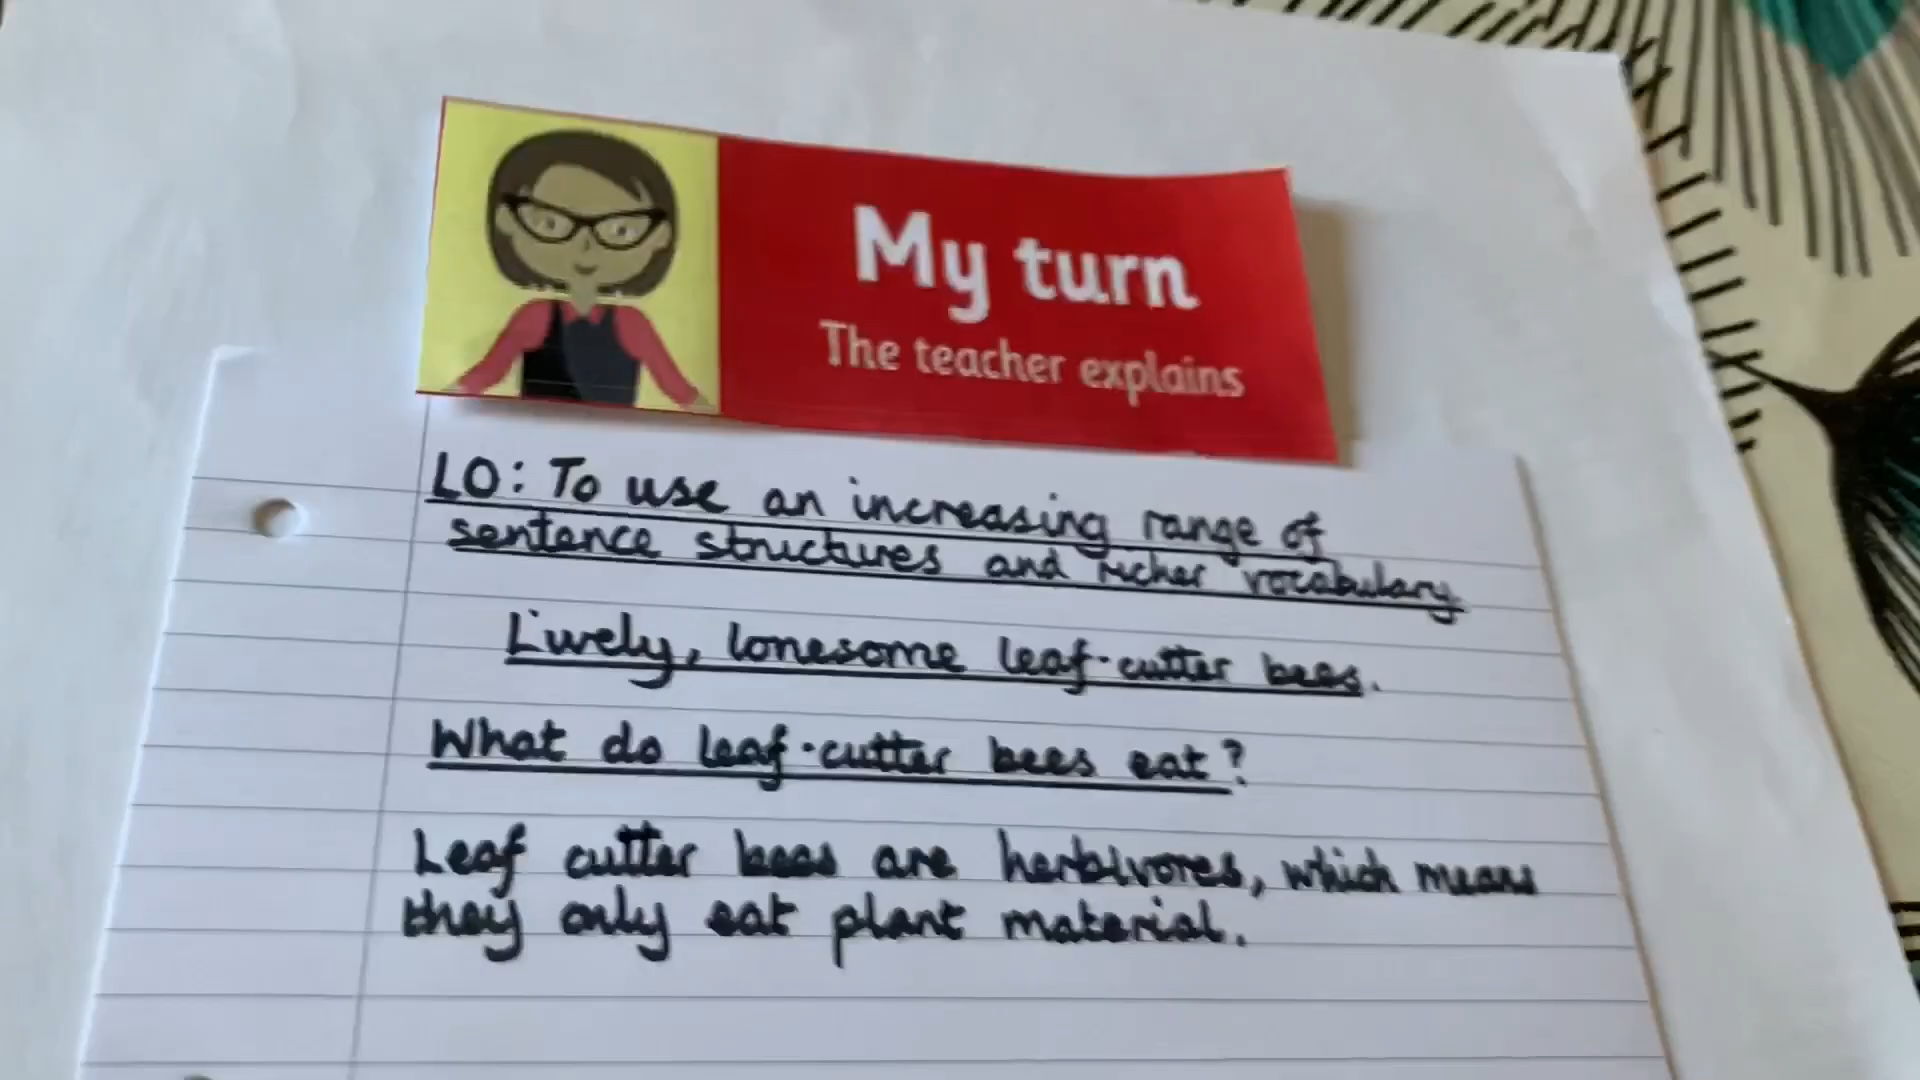 My turn
The teacher explains
LO: To use an increasing range of
sentence structures and richer vocabulary
Lively, lonesome leaf-cutter bees.
What do leaf-cutter bees eat?
Leaf cutter bees are herbivores, which means
they only eat plant material.